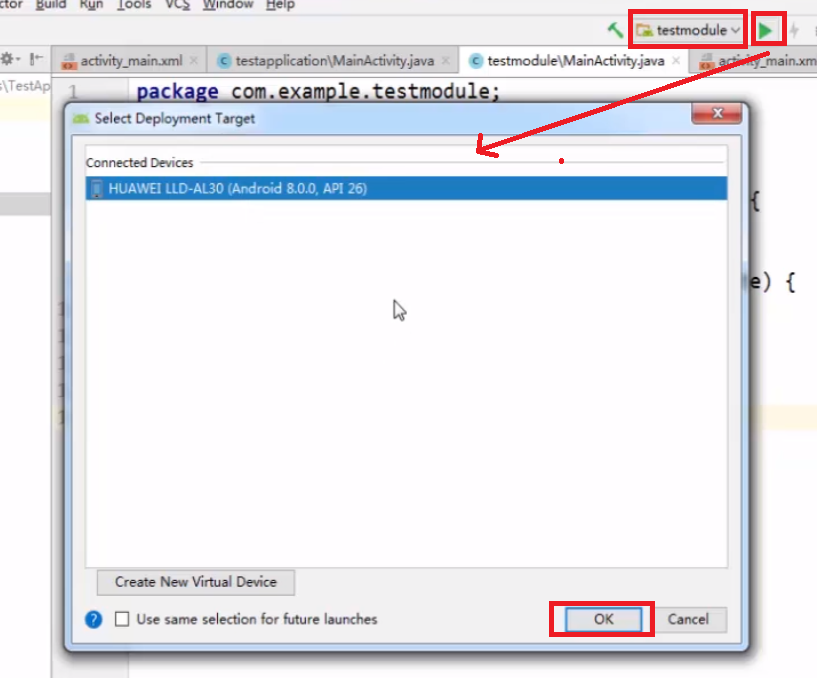 ctor Build Run Tools VCS Window Help
testmodule
activity_main.xml testapplication\MainActivity.java testmodule\MainActivity.java activity_main.xm
s\TestAp
1 package com.example.testmodule;
Select Deployment Target
Connected Devices
HUAWEI LLD-AL30 (Android 8.0.0, API 26)
{
e) {
Create New Virtual Device
? Use same selection for future launches
OK Cancel